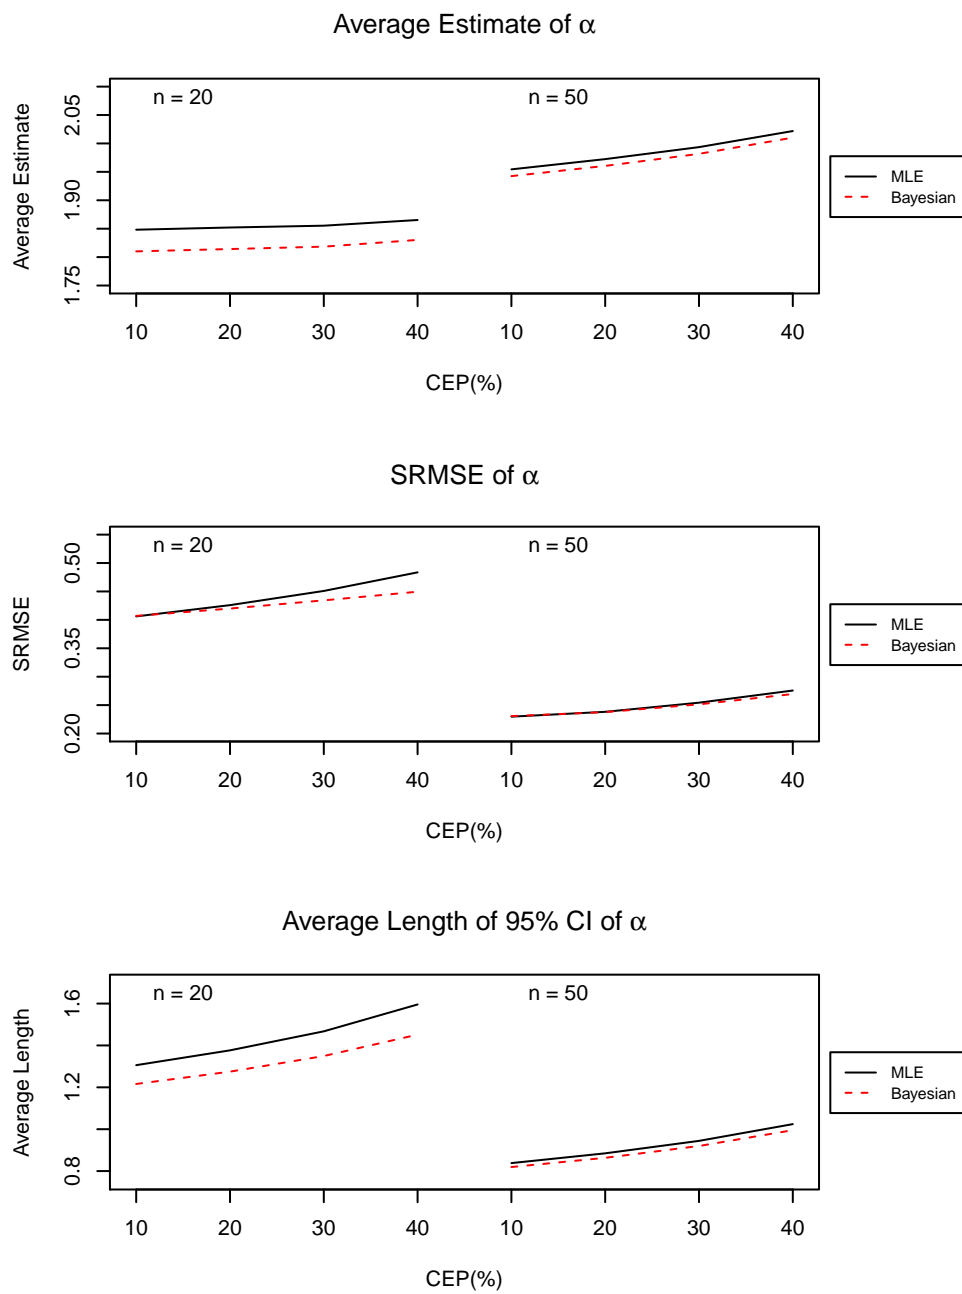 Average Estimate of α
n = 20
n = 50
2.05
1.90
1.75
Average Estimate
10 20 30 40 10 20 30 40
CEP(%)
MLE
Bayesian
SRMSE of α
n = 20
n = 50
0.50
0.35
0.20
SRMSE
10 20 30 40 10 20 30 40
CEP(%)
MLE
Bayesian
Average Length of 95% CI of α
n = 20
n = 50
1.6
1.2
0.8
Average Length
10 20 30 40 10 20 30 40
CEP(%)
MLE
Bayesian